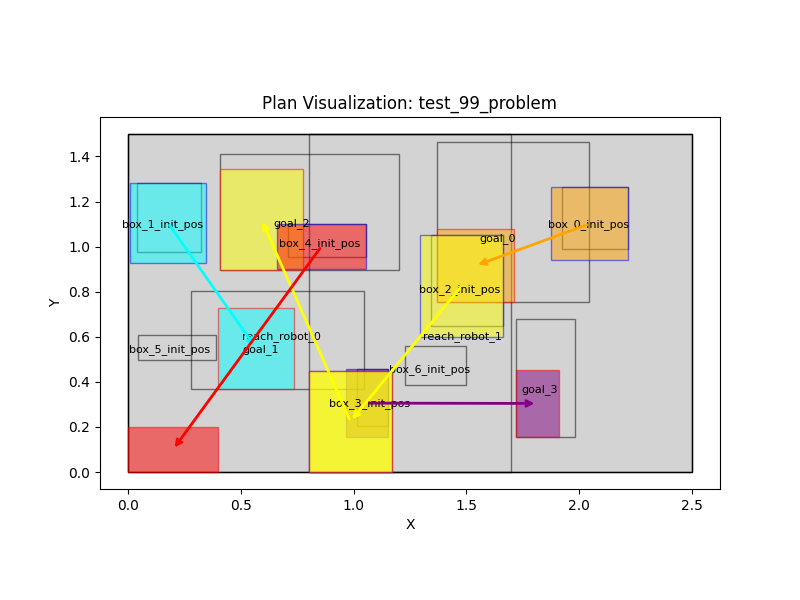 Plan Visualization: test_99_problem
1.4
1.2
1.0
0.8
0.6
0.4
0.2
0.0
Y
box_1_init_pos
goal_2
box_0_init_pos
box_4_init_pos
goal_0
box_2_init_pos
reach_robot_0
reach_robot_1
box_5_init_pos
goal_1
box_6_init_pos
goal_3
box_3_init_pos
0.0
0.5
1.0
1.5
2.0
2.5
X